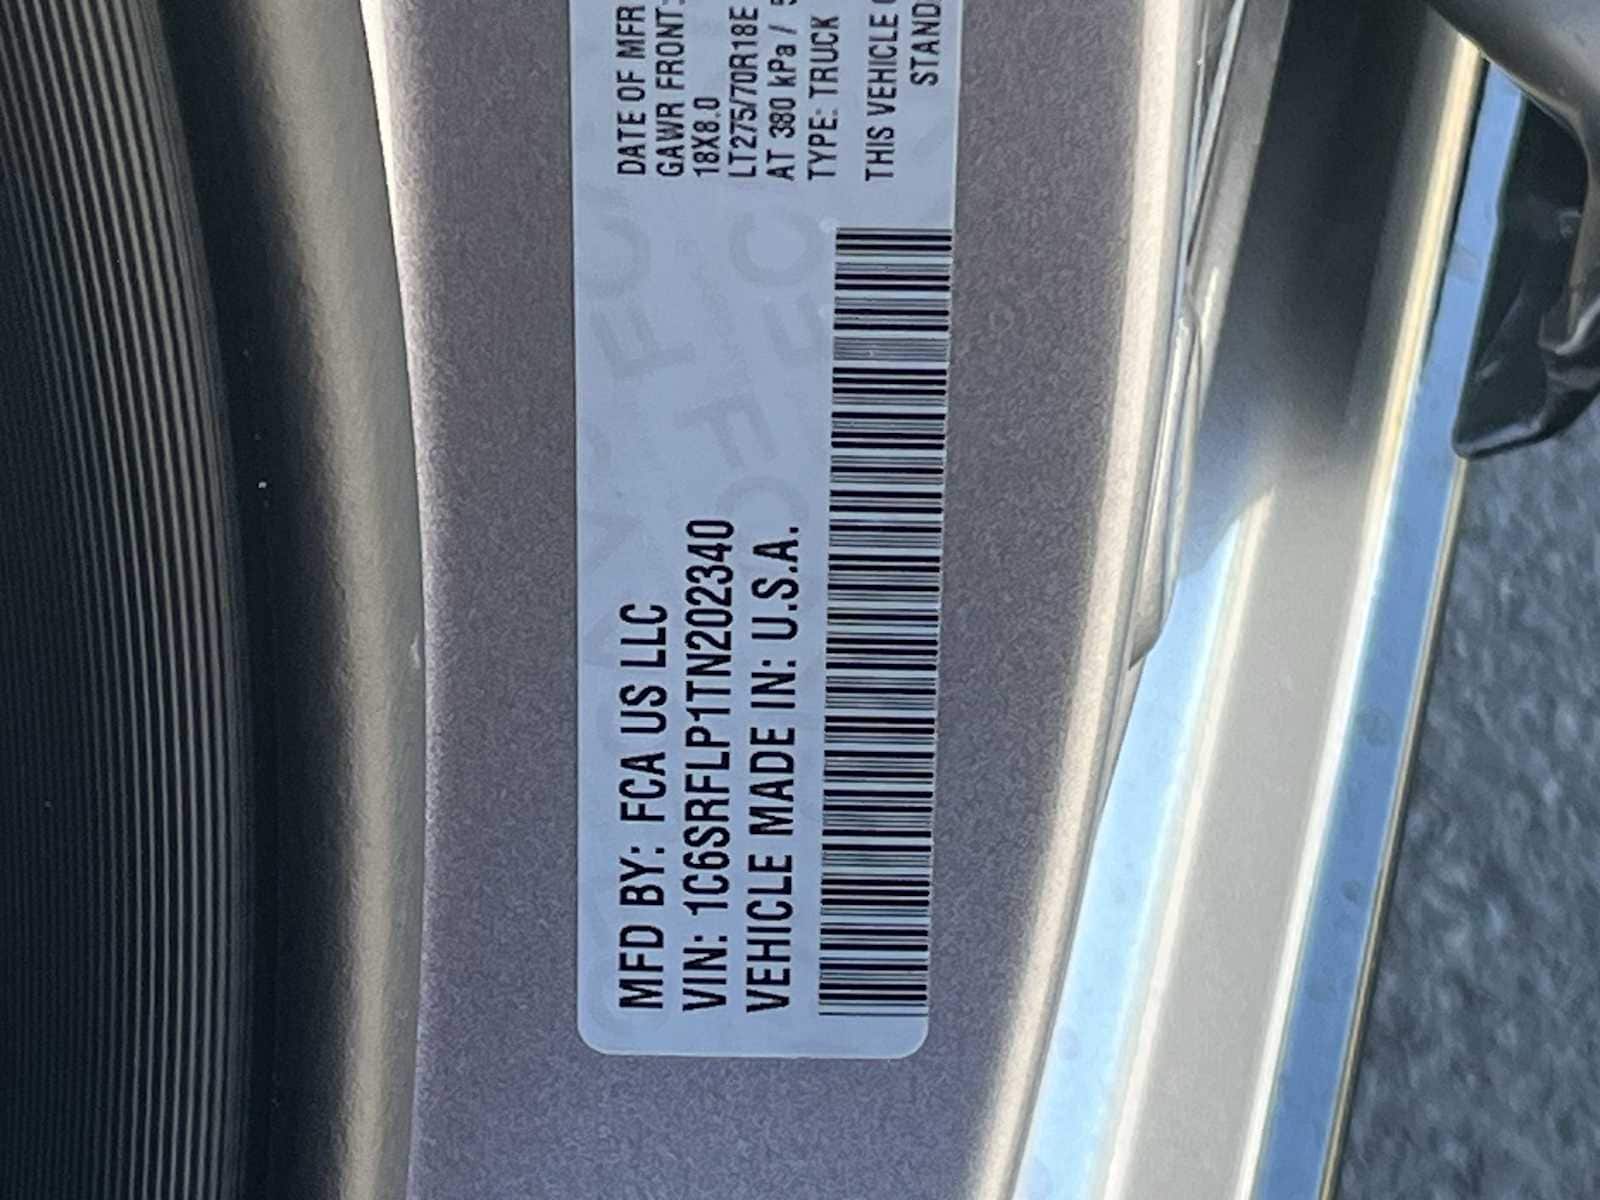 MFD BY: FCA US LLC
VIN: 1C6SRFLP1TN202340
VEHICLE MADE IN: U.S.A.
DATE OF MFR
GAWR FRONT:
18X8.0
LT275/70R18E
AT 380 kPa /
TYPE: TRUCK
THIS VEHICLE
STAND